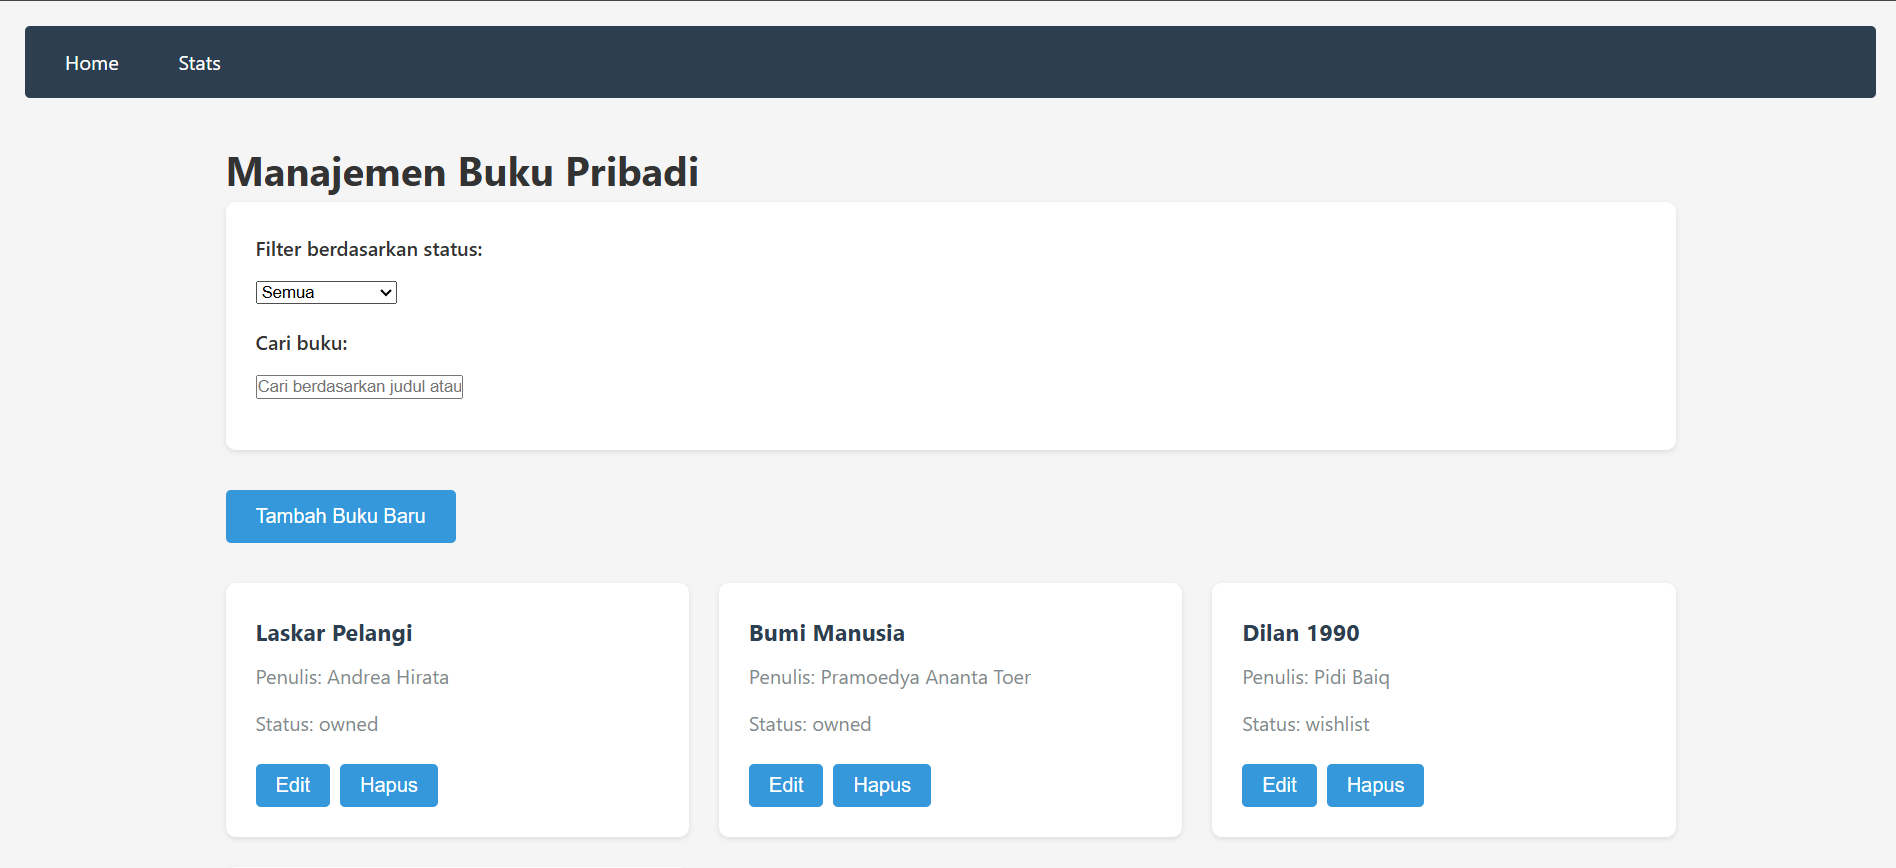 Home Stats
Manajemen Buku Pribadi
Filter berdasarkan status:
Semua
Cari buku:
Cari berdasarkan judul atau
Tambah Buku Baru
Laskar Pelangi
Penulis: Andrea Hirata
Status: owned
Edit Hapus
Bumi Manusia
Penulis: Pramoedya Ananta Toer
Status: owned
Edit Hapus
Dilan 1990
Penulis: Pidi Baiq
Status: wishlist
Edit Hapus